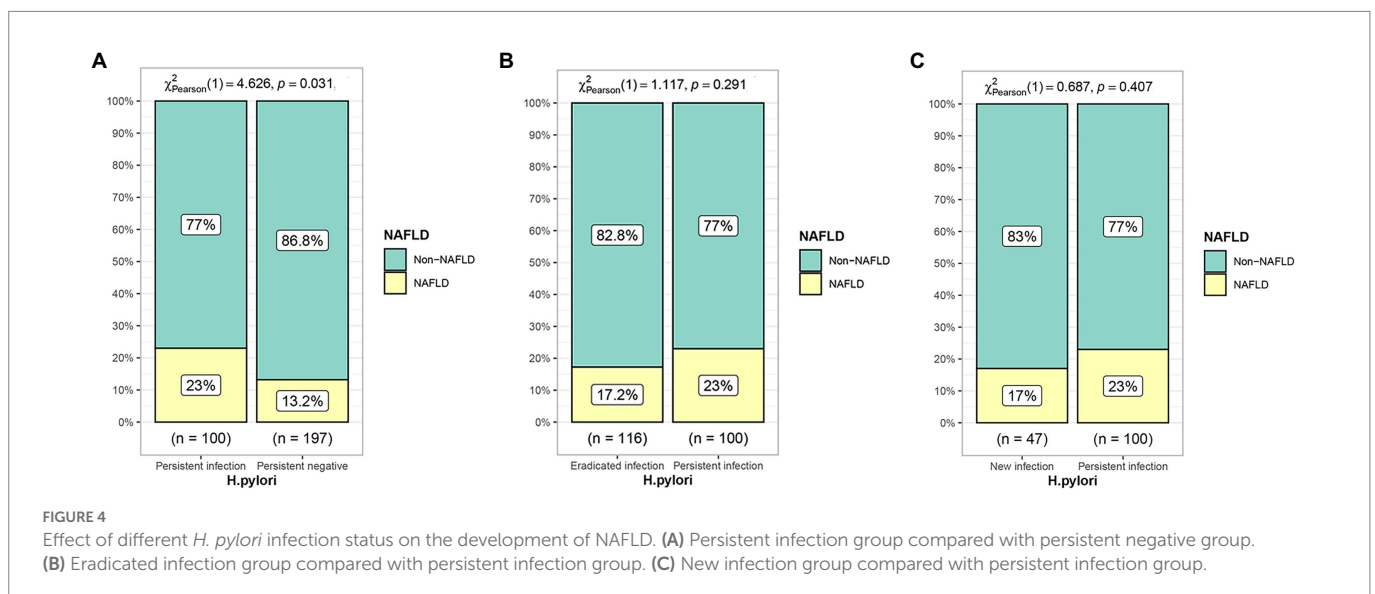 A
χ²Pearson(1) = 4.626, p = 0.031
100%
90%
80%
70%
60%
50%
40%
30%
20%
10%
0%
77%
86.8%
23%
13.2%
(n = 100) (n = 197)
Persistent infection Persistent negative
H.pylori
NAFLD
Non−NAFLD
NAFLD
B
χ²Pearson(1) = 1.117, p = 0.291
100%
90%
80%
70%
60%
50%
40%
30%
20%
10%
0%
82.8%
77%
17.2%
23%
(n = 116) (n = 100)
Eradicated infection Persistent infection
H.pylori
NAFLD
Non−NAFLD
NAFLD
C
χ²Pearson(1) = 0.687, p = 0.407
100%
90%
80%
70%
60%
50%
40%
30%
20%
10%
0%
83%
77%
17%
23%
(n = 47) (n = 100)
New infection Persistent infection
H.pylori
NAFLD
Non−NAFLD
NAFLD
FIGURE 4
Effect of different H. pylori infection status on the development of NAFLD. (A) Persistent infection group compared with persistent negative group.
(B) Eradicated infection group compared with persistent infection group. (C) New infection group compared with persistent infection group.